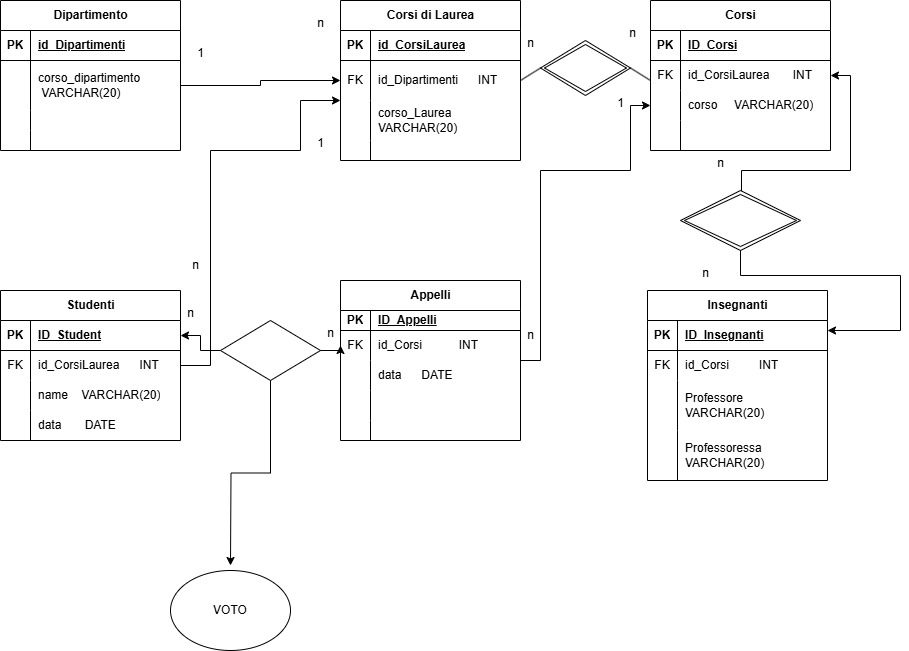 Dipartimento
PK id_Dipartimenti
corso_dipartimento
VARCHAR(20)
1
n
Corsi di Laurea
PK id_CorsiLaurea
FK id_Dipartimenti INT
corso_Laurea
VARCHAR(20)
1
n
n
Corsi
PK ID_Corsi
FK id_CorsiLaurea INT
corso VARCHAR(20)
1
n
n
n
n
Studenti
PK ID_Student
FK id_CorsiLaurea INT
name VARCHAR(20)
data DATE
n
Appelli
PK ID_Appelli
FK id_Corsi INT
data DATE
n
Insegnanti
PK ID_Insegnanti
FK id_Corsi INT
Professore
VARCHAR(20)
Professoressa
VARCHAR(20)
VOTO